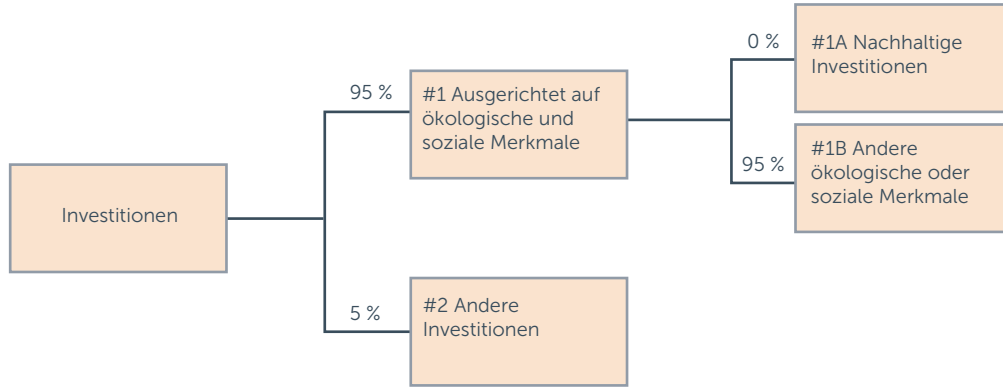 Investitionen
95 %
#1 Ausgerichtet auf
ökologische und
soziale Merkmale
0 %
#1A Nachhaltige
Investitionen
95 %
#1B Andere
ökologische oder
soziale Merkmale
5 %
#2 Andere
Investitionen